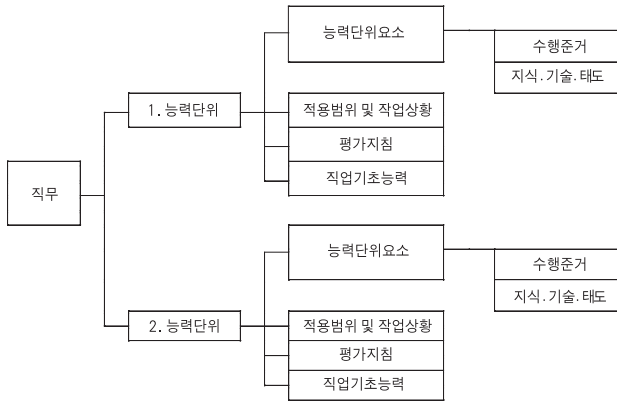 능력단위요소
수행준거
지식.기술.태도
1.능력단위
적용범위 및 작업상황
평가지침
직업기초능력
직무
능력단위요소
수행준거
지식.기술.태도
2.능력단위
적용범위 및 작업상황
평가지침
직업기초능력